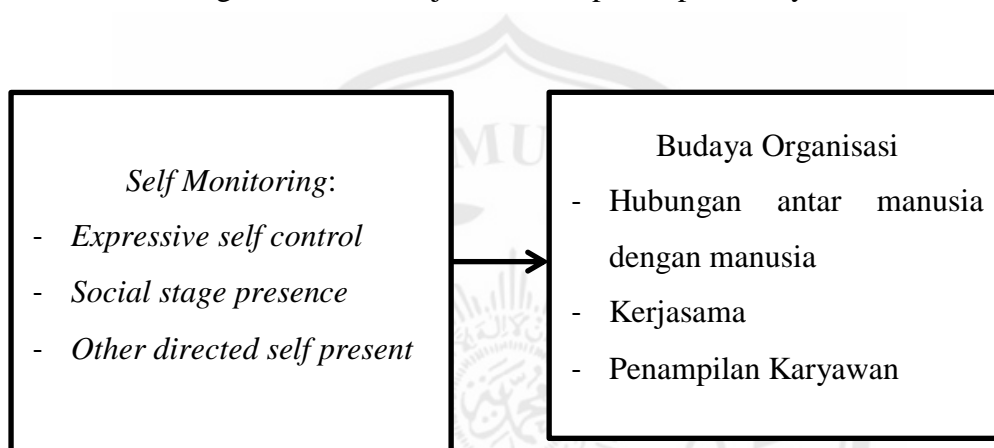 Self Monitoring:
- Expressive self control
- Social stage presence
- Other directed self present
Budaya Organisasi
- Hubungan antar manusia
dengan manusia
- Kerjasama
- Penampilan Karyawan
MU